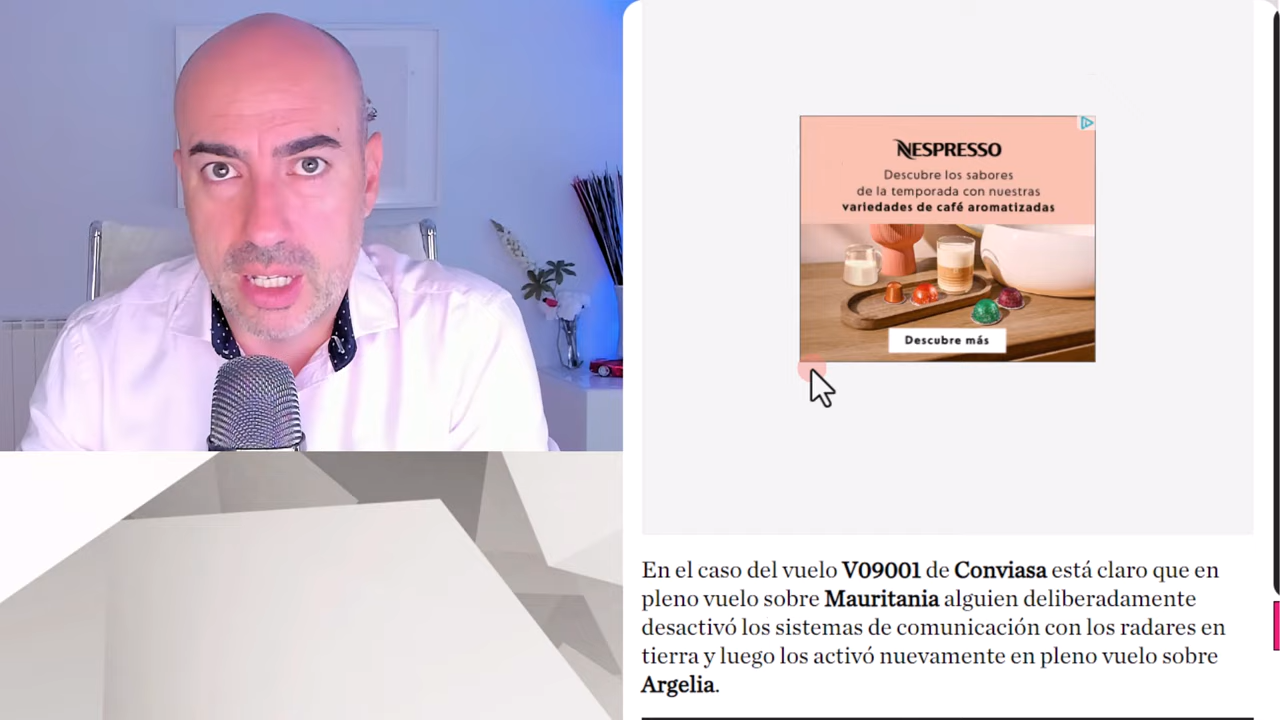 NESPRESSO
Descubre los sabores
de la temporada con nuestras
variedades de café aromatizadas
Descubre más
En el caso del vuelo V09001 de Conviasa está claro que en
pleno vuelo sobre Mauritania alguien deliberadamente
desactivó los sistemas de comunicación con los radares en
tierra y luego los activó nuevamente en pleno vuelo sobre
Argelia.